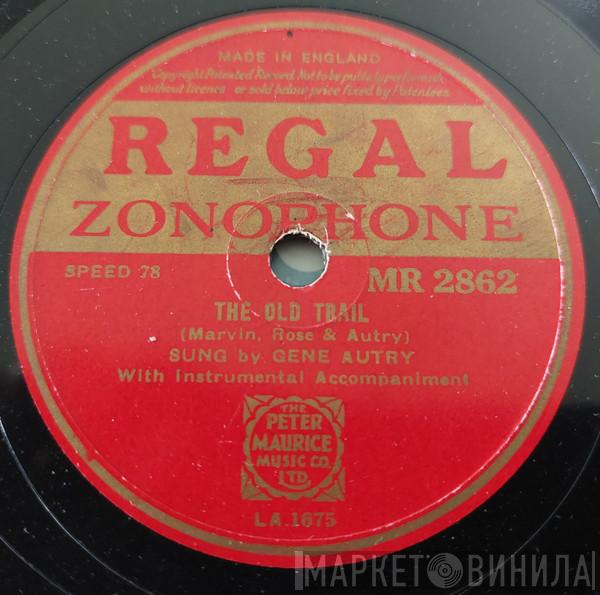 MADE IN ENGLAND
Copyright Patented Record. Not to be publicly performed
without licence or sold below price fixed by Patentees.
REGAL
ZONOPHONE
SPEED 78
MR 2862
THE OLD TRAIL
(Marvin, Rose & Autry)
SUNG by GENE AUTRY
With Instrumental Accompaniment
THE
PETER
MAURICE
MUSIC CO.
LTD.
LA.1675
МАРКЕТ ВИНИЛА